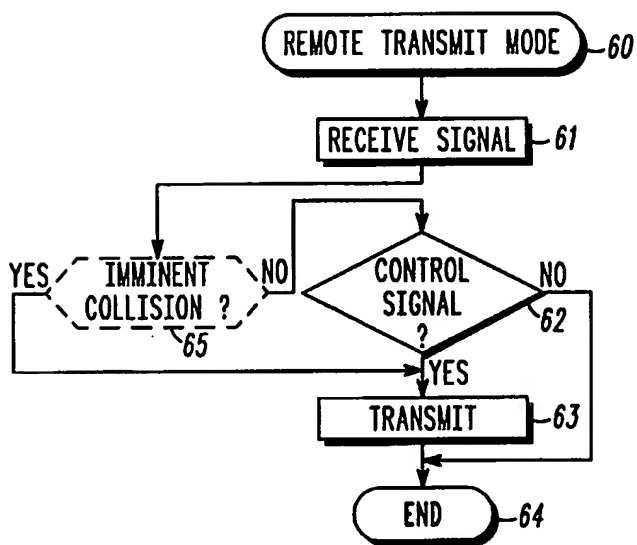 REMOTE TRANSMIT MODE
60
RECEIVE SIGNAL
61
YES
IMMINENT
COLLISION ?
65
NO
CONTROL
SIGNAL
?
NO
62
YES
TRANSMIT
63
END
64